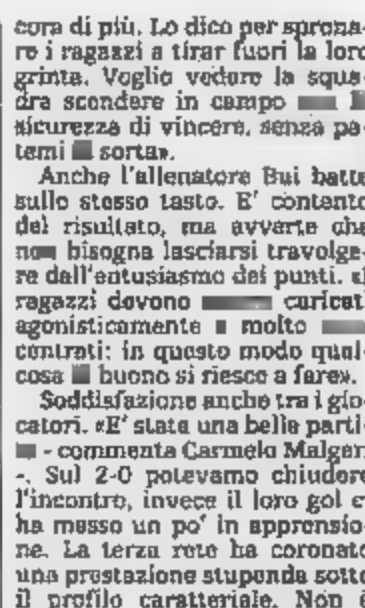 cora di più. Lo dico per sprona-
re i ragazzi a tirar fuori la loro
grinta. Voglio vedere la squa-
dra scendere in campo
sicurezza di vincere, senza pa-
temi sorta».
Anche l'allenatore Bui batte
sullo stesso tasto. E' contento
del risultato, ma avverte che
non bisogna lasciarsi travolge-
re dall'entusiasmo dei punti. «I
ragazzi devono caricati
agonisticamente molto
centrati: in questo modo qual-
cosa buono si riesce a fare».
Soddisfazione anche tra i gio-
catori. «E' stata una bella parti-
- commenta Carmelo Malgeri
-. Sul 2-0 potevamo chiudere
l'incontro, invece il loro gol c
ha messo un po' in apprensio-
ne. La terza rete ha coronato
una prestazione stupenda sotto
il profilo caratteriale. Non è